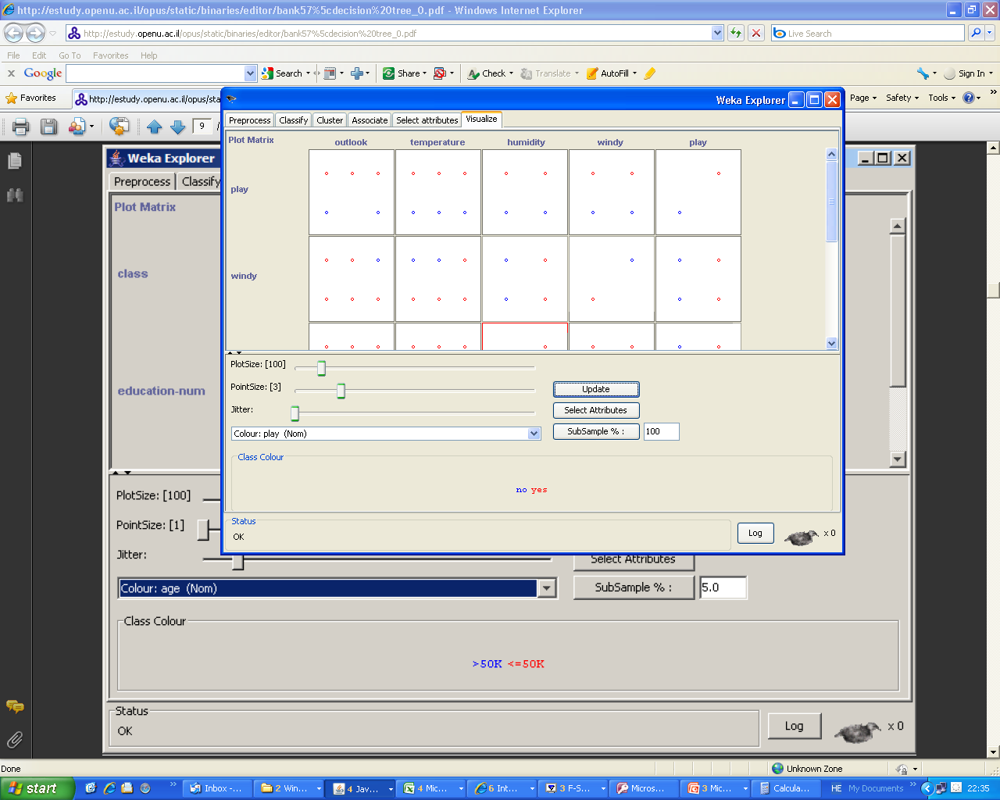 http://estudy.openu.ac.il/opus/static/binaries/editor/bank57%5cdecision%20tree_0.pdf - Windows Internet Explorer
http://estudy.openu.ac.il/opus/static/binaries/editor/bank57%5cdecision%20tree_0.pdf
Live Search
File Edit Go To Favorites Help
x Google Search Share Check Translate AutoFill Sign In
Favorites http://estudy.openu.ac.il/opus/sta Page Safety Tools
9 /
Weka Explorer
Preprocess Classify
Plot Matrix
class
education-num
PlotSize: [100]
PointSize: [1]
Jitter:
Select Attributes
Colour: age (Nom)
SubSample % :
5.0
Class Colour
>50K <=50K
Status
OK
Log
x 0
Weka Explorer
Preprocess Classify Cluster Associate Select attributes Visualize
Plot Matrix outlook temperature humidity windy play
play
windy
PlotSize: [100]
PointSize: [3]
Update
Jitter:
Select Attributes
Colour: play (Nom)
SubSample % :
100
Class Colour
no yes
Status
OK
Log
x 0
Done
Unknown Zone
start Inbox -... 2 Win... 4 Jav... 4 Mic... 6 Int... 3 F-S... Micros... 3 Mic... Calcula... HE My Documents 22:35